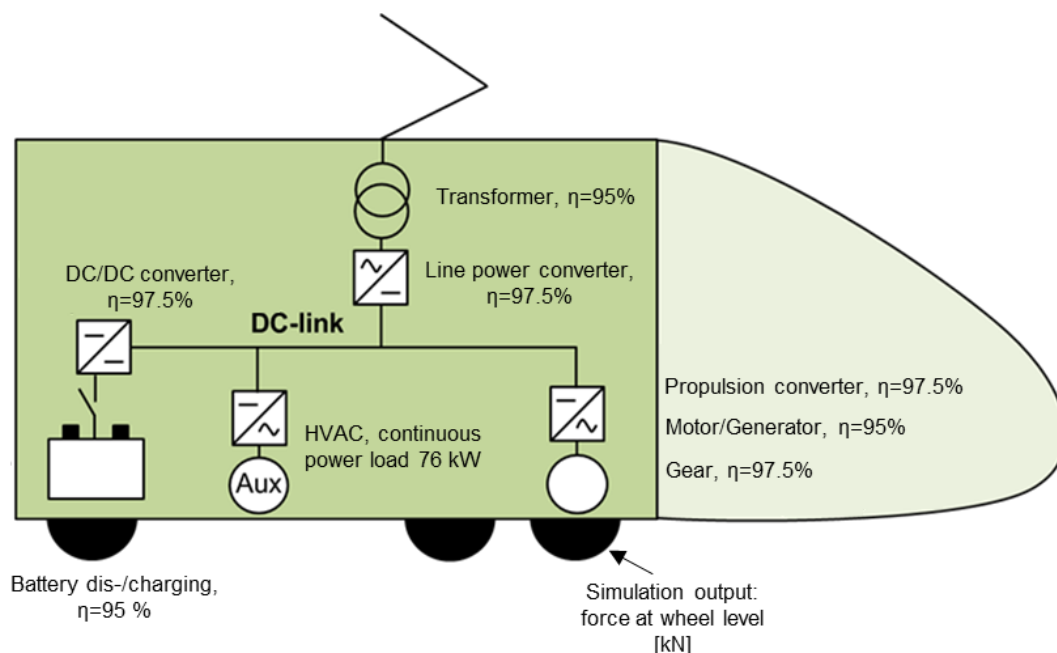 Transformer, η=95%
DC/DC converter,
η=97.5%
Line power converter,
η=97.5%
DC-link
Propulsion converter, η=97.5%
Motor/Generator, η=95%
Gear, η=97.5%
HVAC, continuous
power load 76 kW
Aux
Battery dis-/charging,
η=95 %
Simulation output:
force at wheel level
[kN]